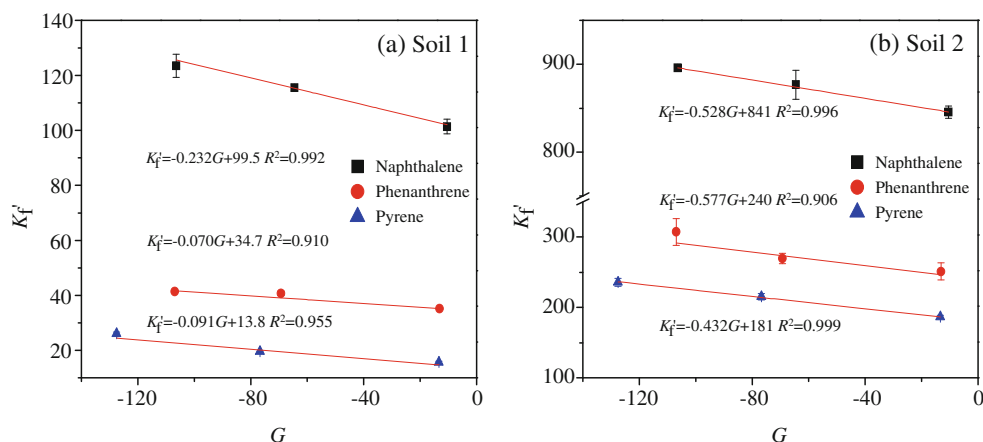 (a) Soil 1
140
120
100
80
60
40
20
Kf'
Kf'=-0.232G+99.5 R²=0.992
Naphthalene
Phenanthrene
Pyrene
Kf'=-0.070G+34.7 R²=0.910
Kf'=-0.091G+13.8 R²=0.955
-120 -80 -40 0
G
(b) Soil 2
900
800
300
200
100
Kf'
Kf'=-0.528G+841 R²=0.996
Naphthalene
Phenanthrene
Pyrene
Kf'=-0.577G+240 R²=0.906
Kf'=-0.432G+181 R²=0.999
-120 -80 -40 0
G